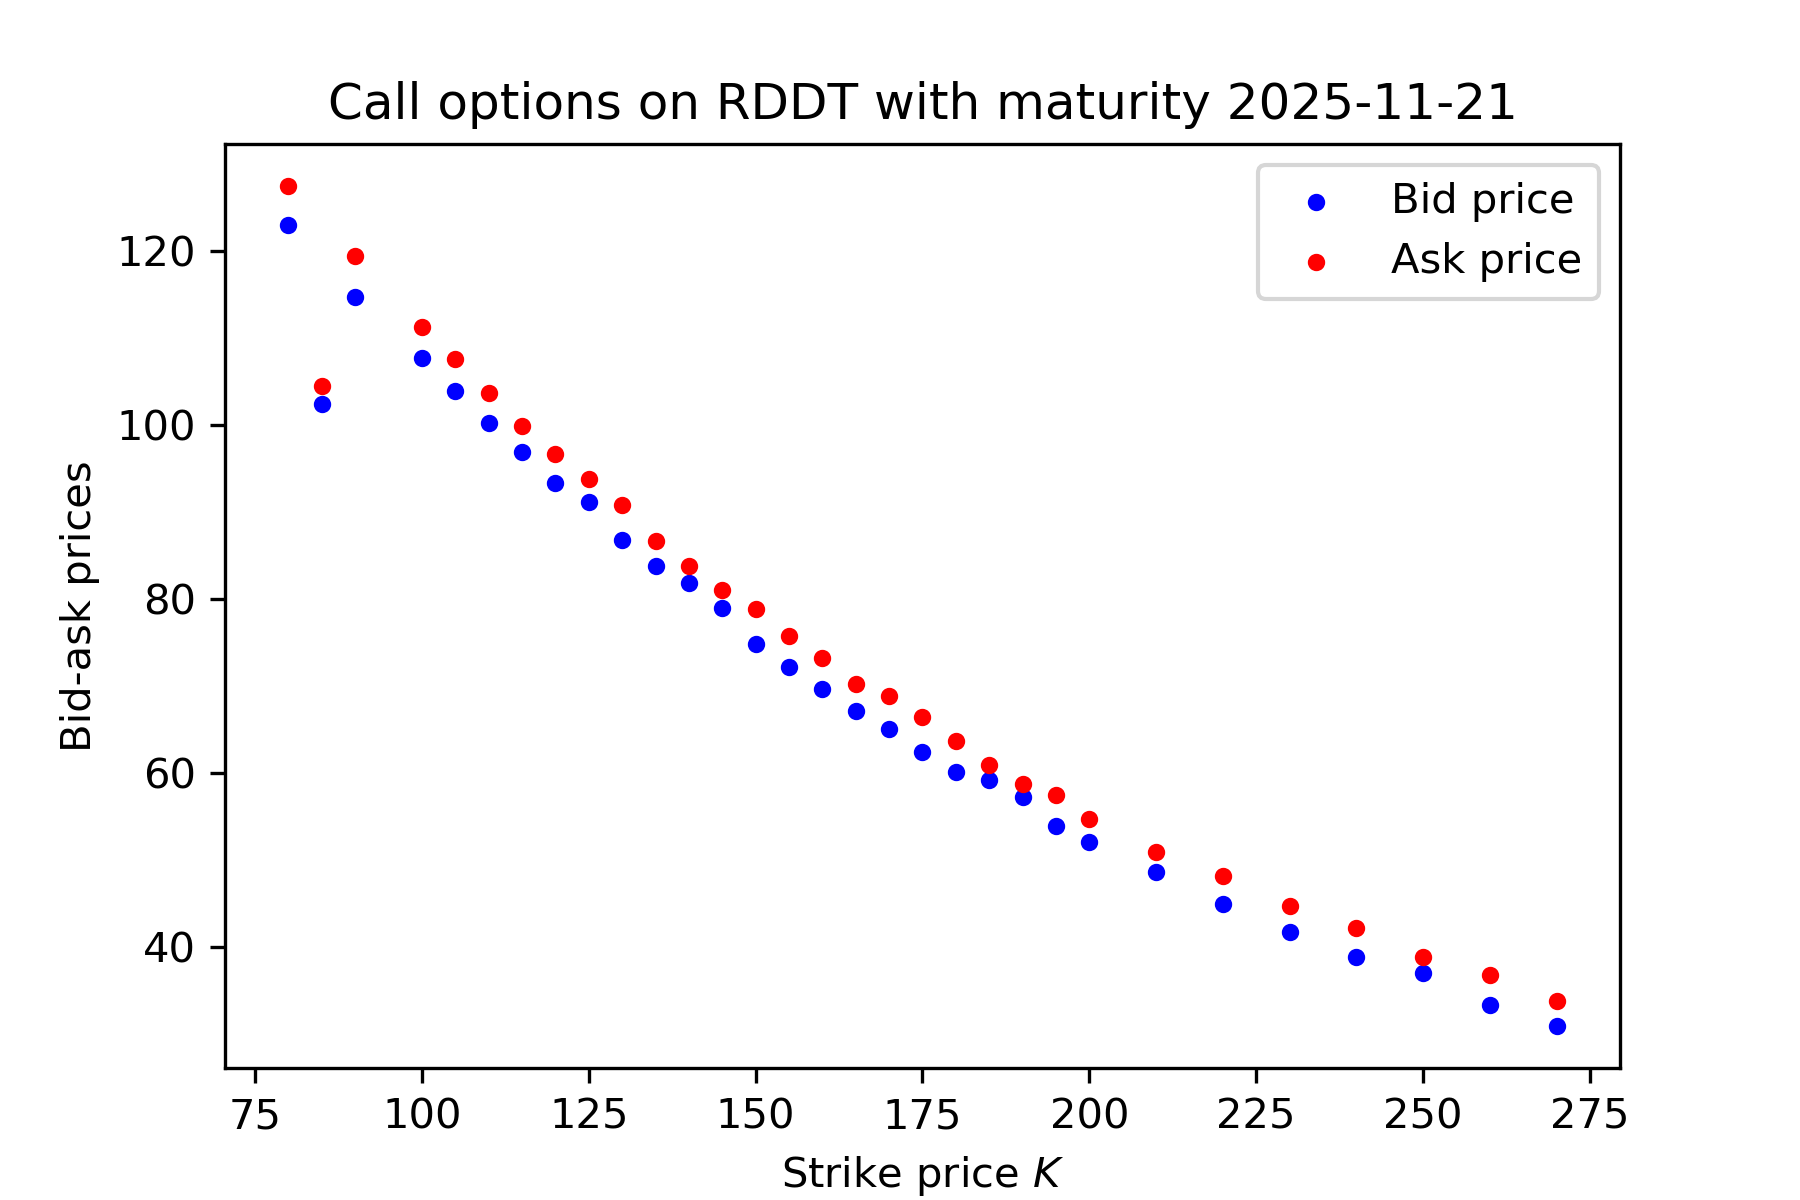 Call options on RDDT with maturity 2025-11-21
Bid price
Ask price
120
100
80
60
40
Bid-ask prices
75 100 125 150 175 200 225 250 275
Strike price K